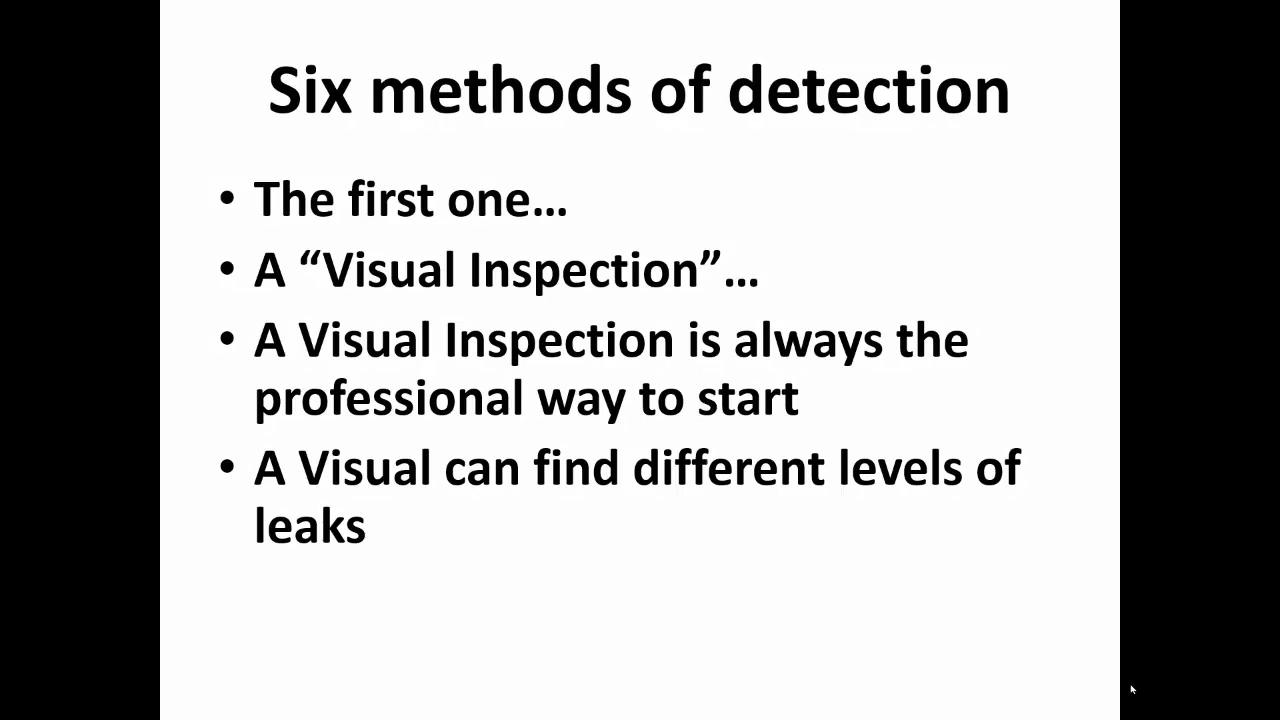 Six methods of detection
• The first one…
• A “Visual Inspection”…
• A Visual Inspection is always the
professional way to start
• A Visual can find different levels of
leaks